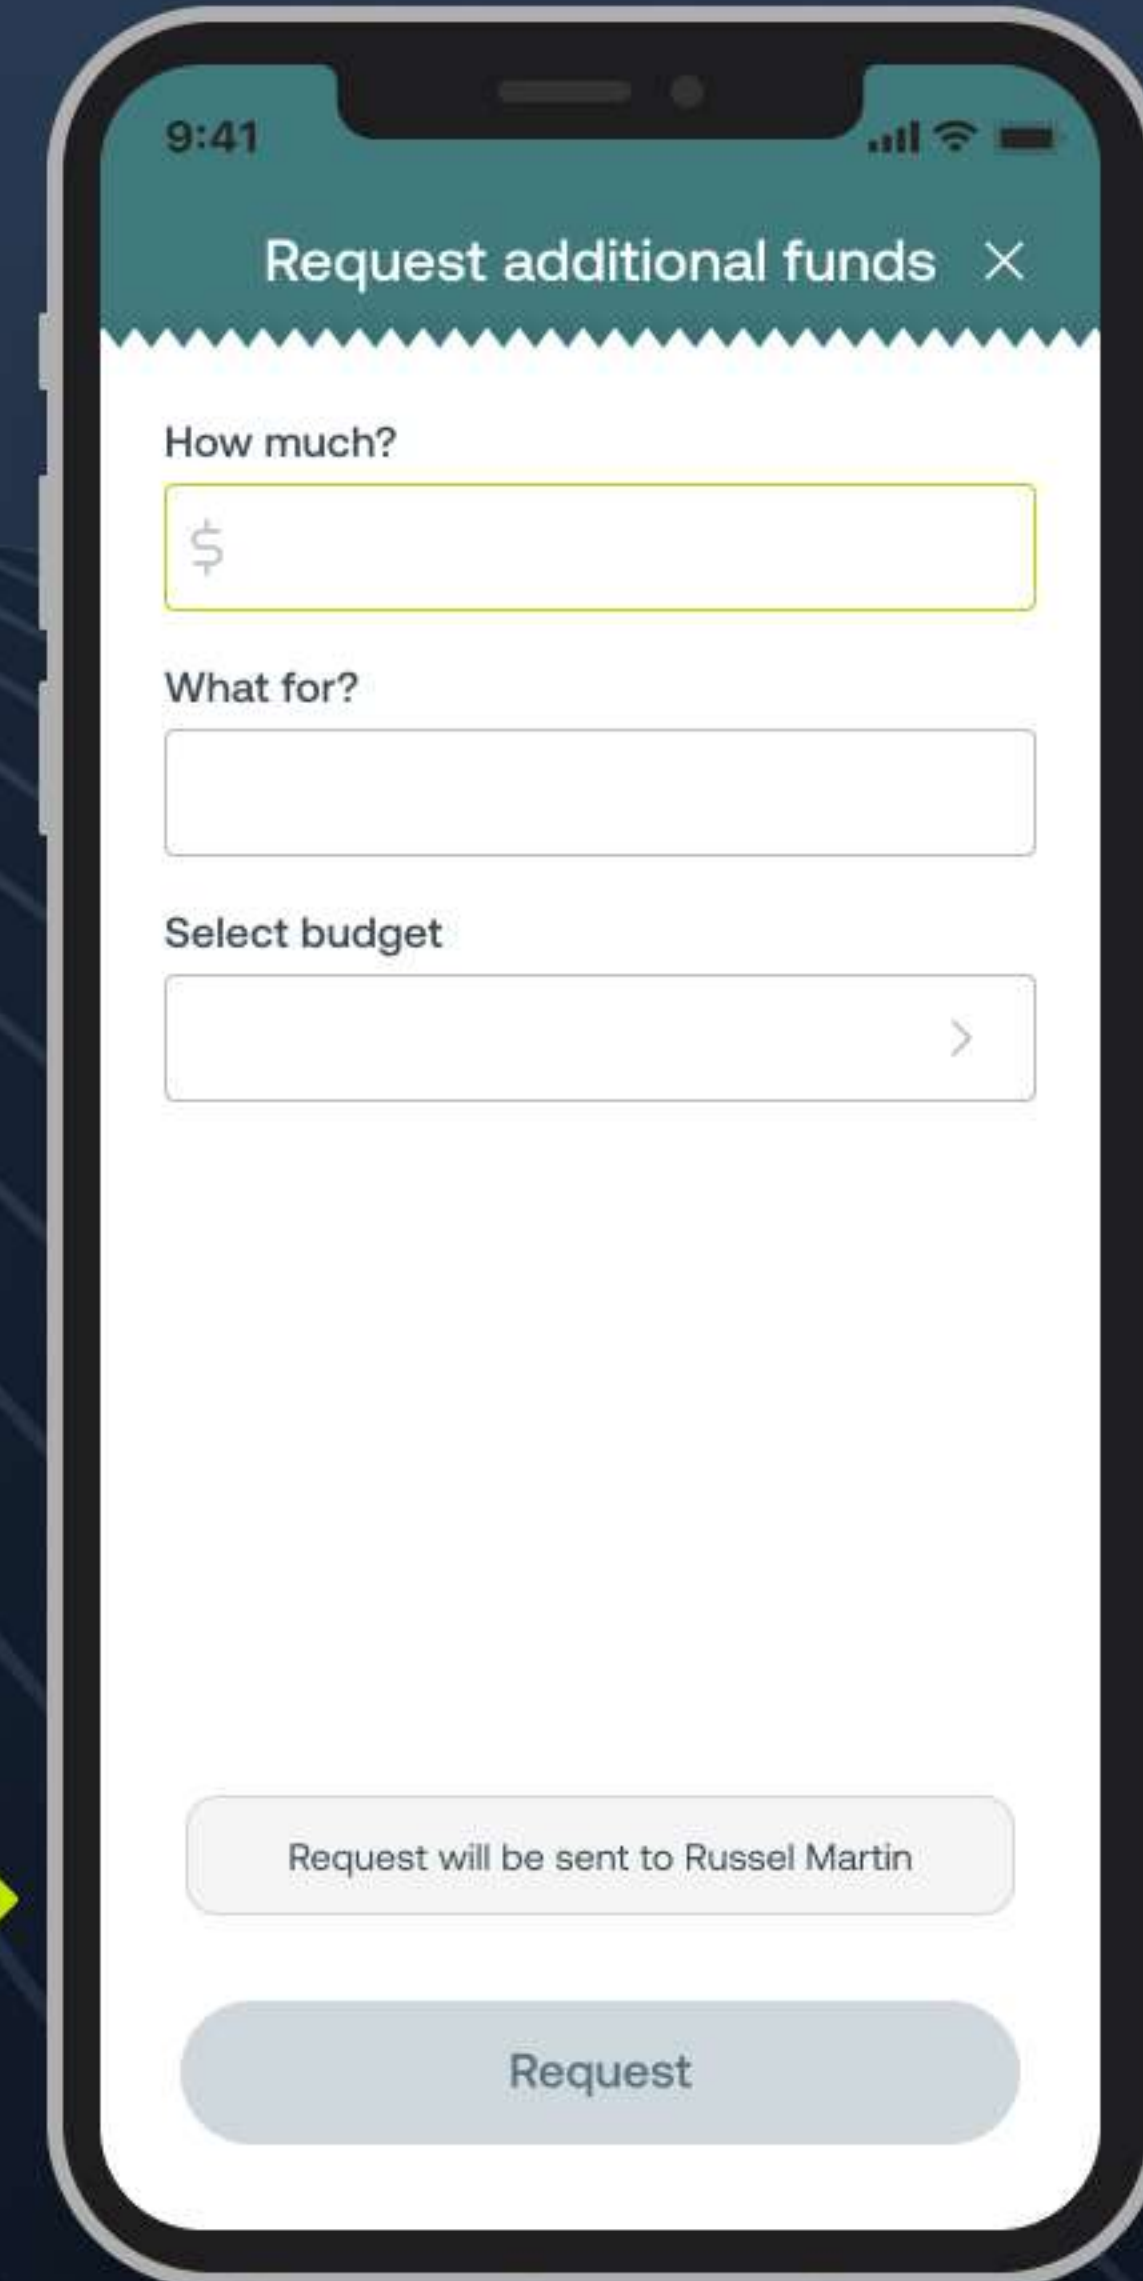 9:41
Request additional funds
How much?
$
What for?
Select budget
Request will be sent to Russel Martin
Request